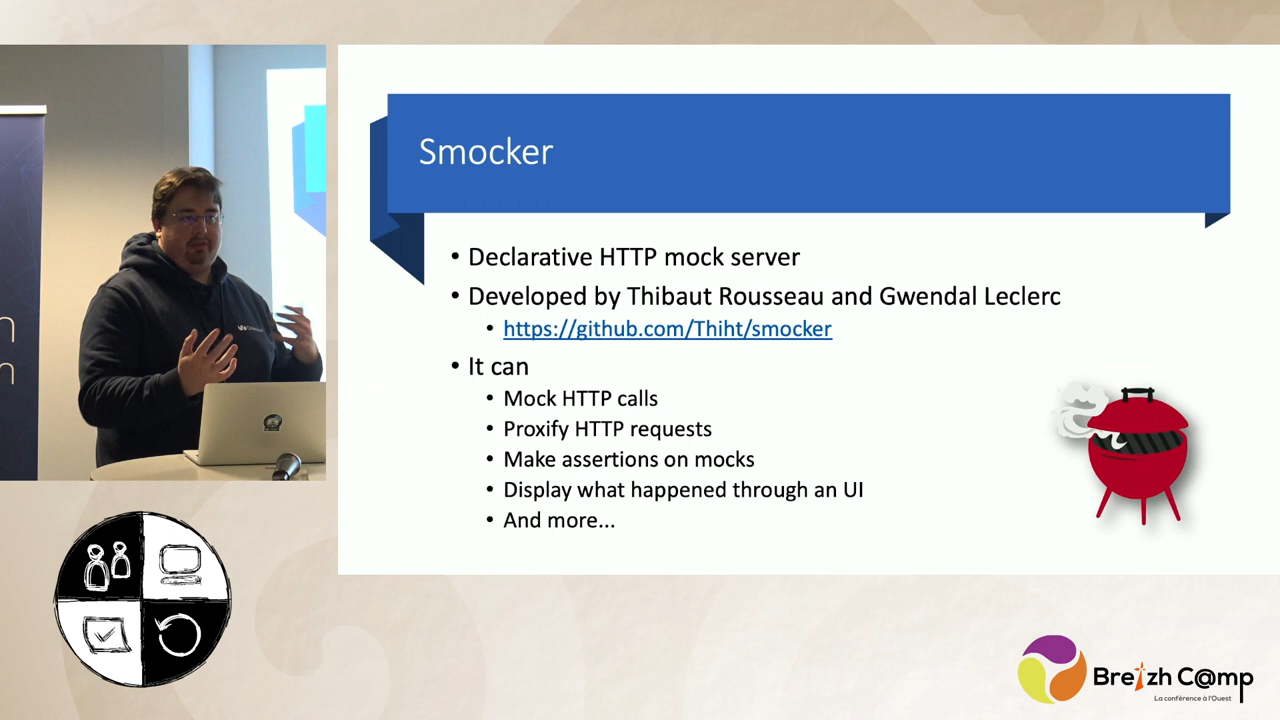 Smocker
• Declarative HTTP mock server
• Developed by Thibaut Rousseau and Gwendal Leclerc
• https://github.com/Thiht/smocker
• It can
• Mock HTTP calls
• Proxify HTTP requests
• Make assertions on mocks
• Display what happened through an UI
• And more...
Breizh C@mp
La conférence à l'Ouest